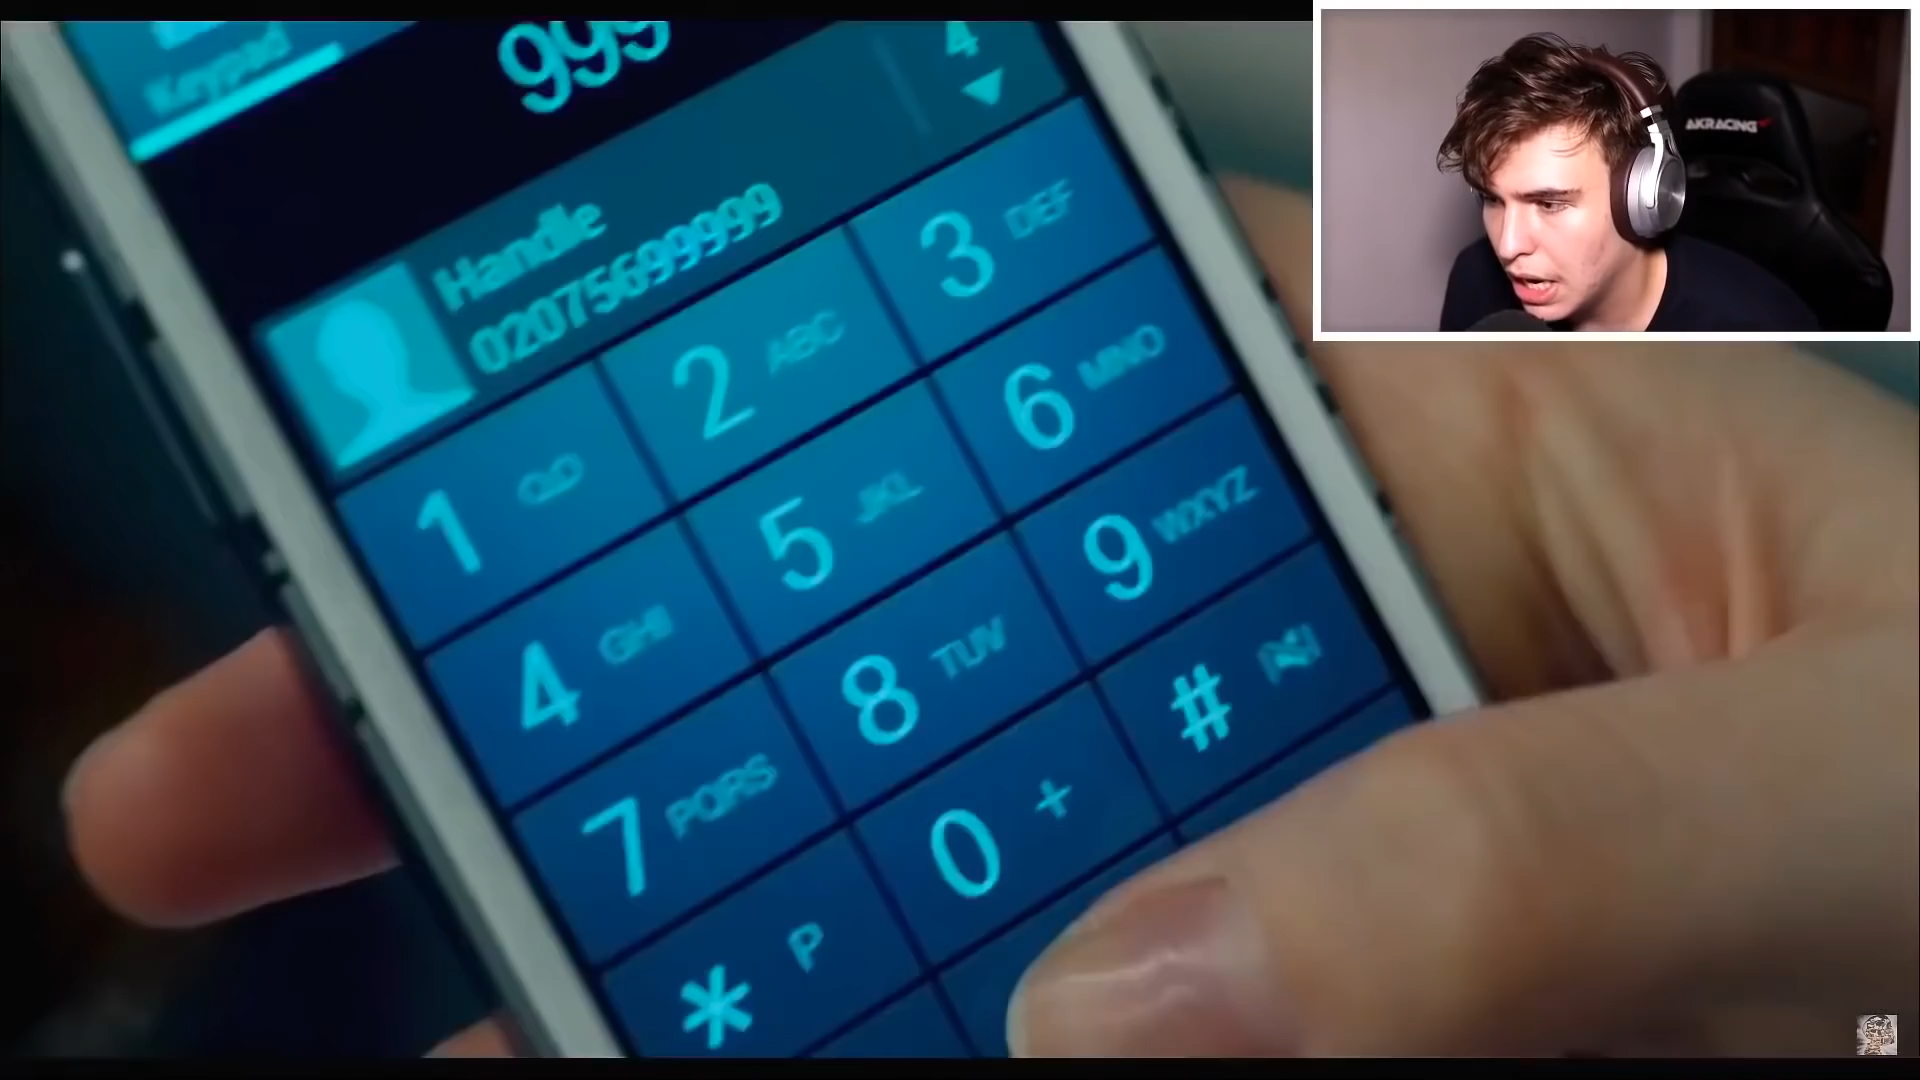 Keypad
999
4
Handle
02075699999
1
2 ABC
3 DEF
4 GHI
5 JKL
6 MNO
7 PQRS
8 TUV
9 WXYZ
* P
0 +
#
AKRACING